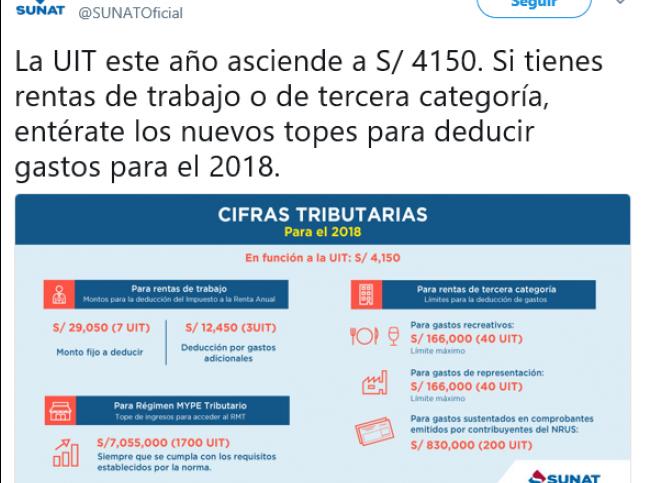 SUNAT
@SUNATOficial
Seguir
La UIT este año asciende a S/ 4150. Si tienes
rentas de trabajo o de tercera categoría,
entérate los nuevos topes para deducir
gastos para el 2018.
CIFRAS TRIBUTARIAS
Para el 2018
En función a la UIT: S/ 4,150
Para rentas de trabajo
Montos para la deducción del Impuesto a la Renta Anual
S/ 29,050 (7 UIT)
Monto fijo a deducir
S/ 12,450 (3UIT)
Deducción por gastos
adicionales
Para Régimen MYPE Tributario
Tope de ingresos para acceder al RMT
S/7,055,000 (1700 UIT)
Siempre que se cumpla con los requisitos
establecidos por la norma.
Para rentas de tercera categoría
Límites para la deducción de gastos
Para gastos recreativos:
S/ 166,000 (40 UIT)
Límite máximo
Para gastos de representación:
S/ 166,000 (40 UIT)
Límite máximo
Para gastos sustentados en comprobantes
emitidos por contribuyentes del NRUS:
S/ 830,000 (200 UIT)
SUNAT